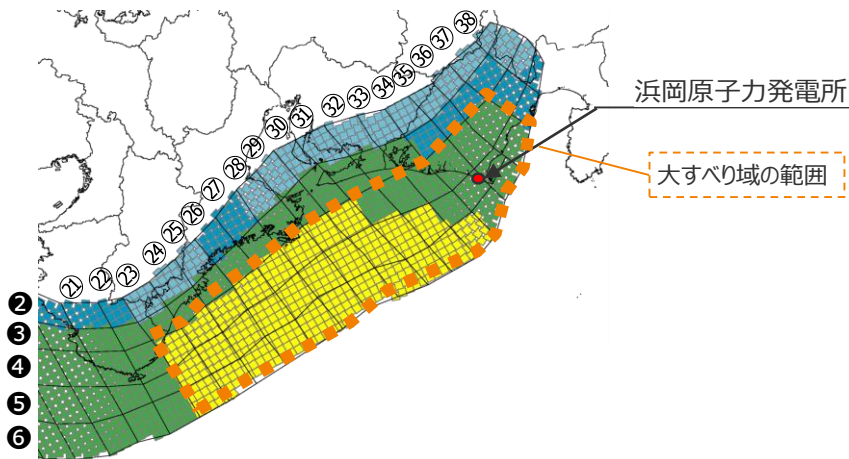 ㉑ ㉒ ㉓ ㉔ ㉕ ㉖ ㉗ ㉘ ㉙ ㉚ ㉛ ㉜ ㉝ ㉞ ㉟ ㊱ ㊲ ㊳
浜岡原子力発電所
大すべり域の範囲
❷
❸
❹
❺
❻